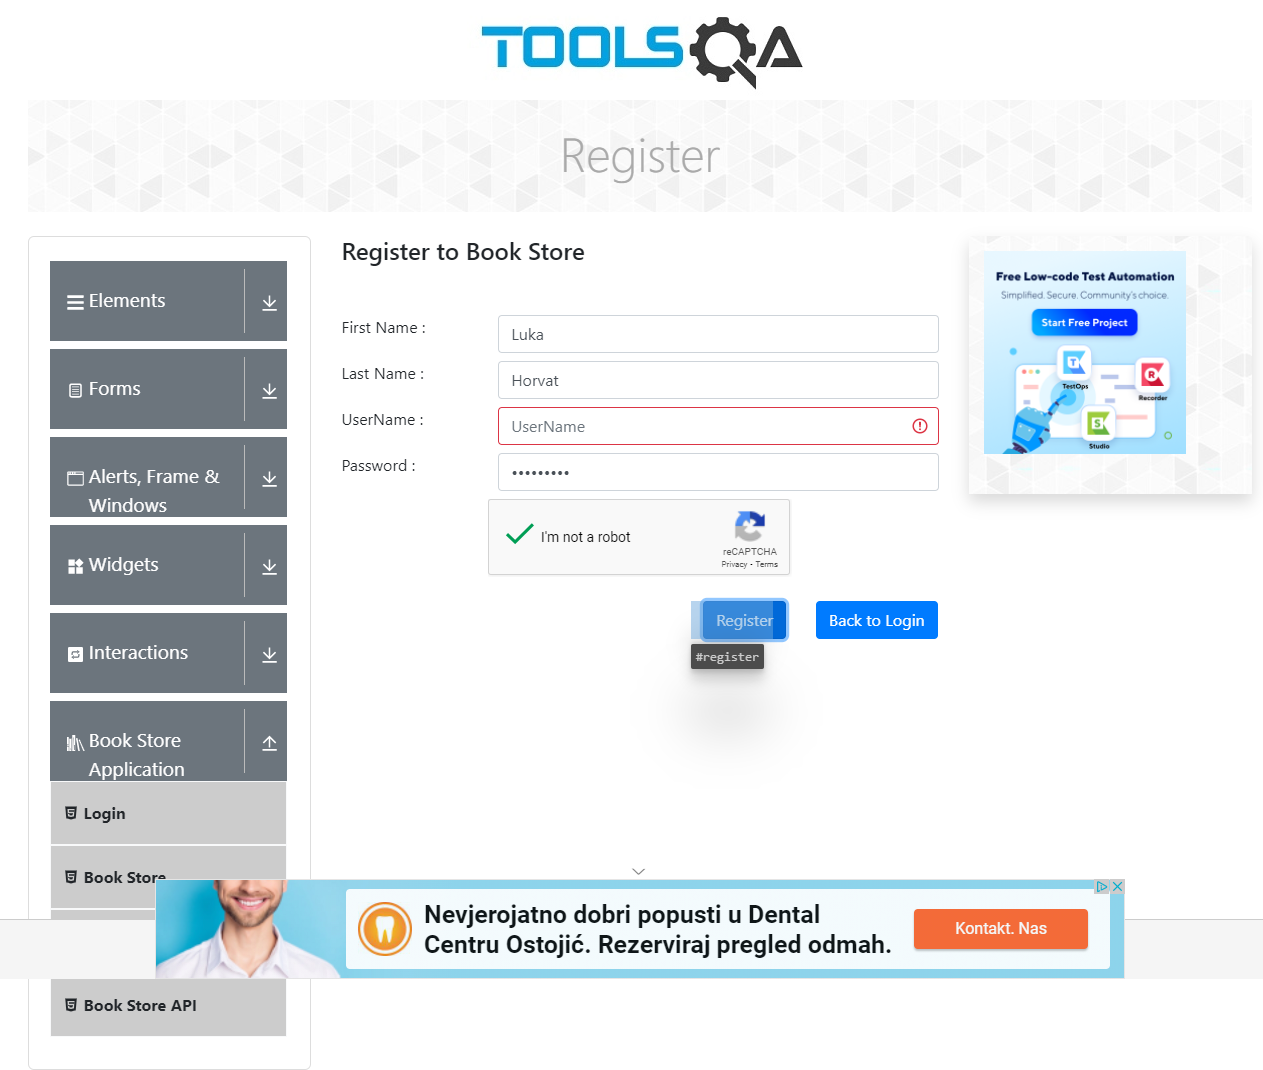 TOOLSQA
Register
Elements
Forms
Alerts, Frame &
Windows
Widgets
Interactions
Book Store
Application
Login
Book Store
Book Store API
Register to Book Store
First Name :
Luka
Last Name :
Horvat
UserName :
UserName
Password :
•••••••••
I'm not a robot
reCAPTCHA
Privacy - Terms
Register
Back to Login
#register
Free Low-code Test Automation
Simplified. Secure. Community's choice.
Start Free Project
TestOps
Recorder
Studio
Nevjerojatno dobri popusti u Dental
Centru Ostojić. Rezerviraj pregled odmah.
Kontakt. Nas